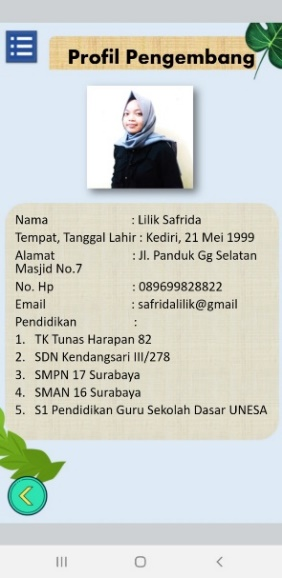 Profil Pengembang
Nama : Lilik Safrida
Tempat, Tanggal Lahir : Kediri, 21 Mei 1999
Alamat : Jl. Panduk Gg Selatan
Masjid No.7
No. Hp : 089699828822
Email : safridalilik@gmail
Pendidikan :
1. TK Tunas Harapan 82
2. SDN Kendangsari III/278
3. SMPN 17 Surabaya
4. SMAN 16 Surabaya
5. S1 Pendidikan Guru Sekolah Dasar UNESA